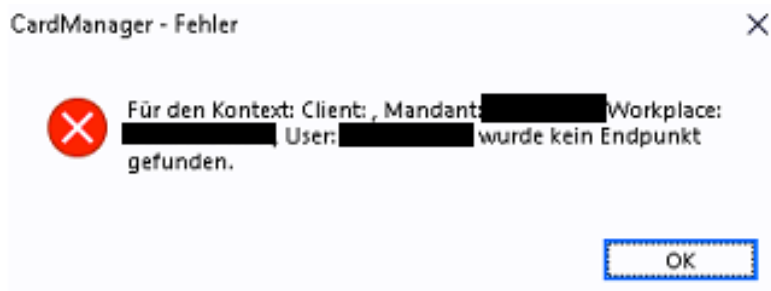 CardManager - Fehler
Für den Kontext: Client: , Mandant: Workplace:
, User: wurde kein Endpunkt
gefunden.
OK